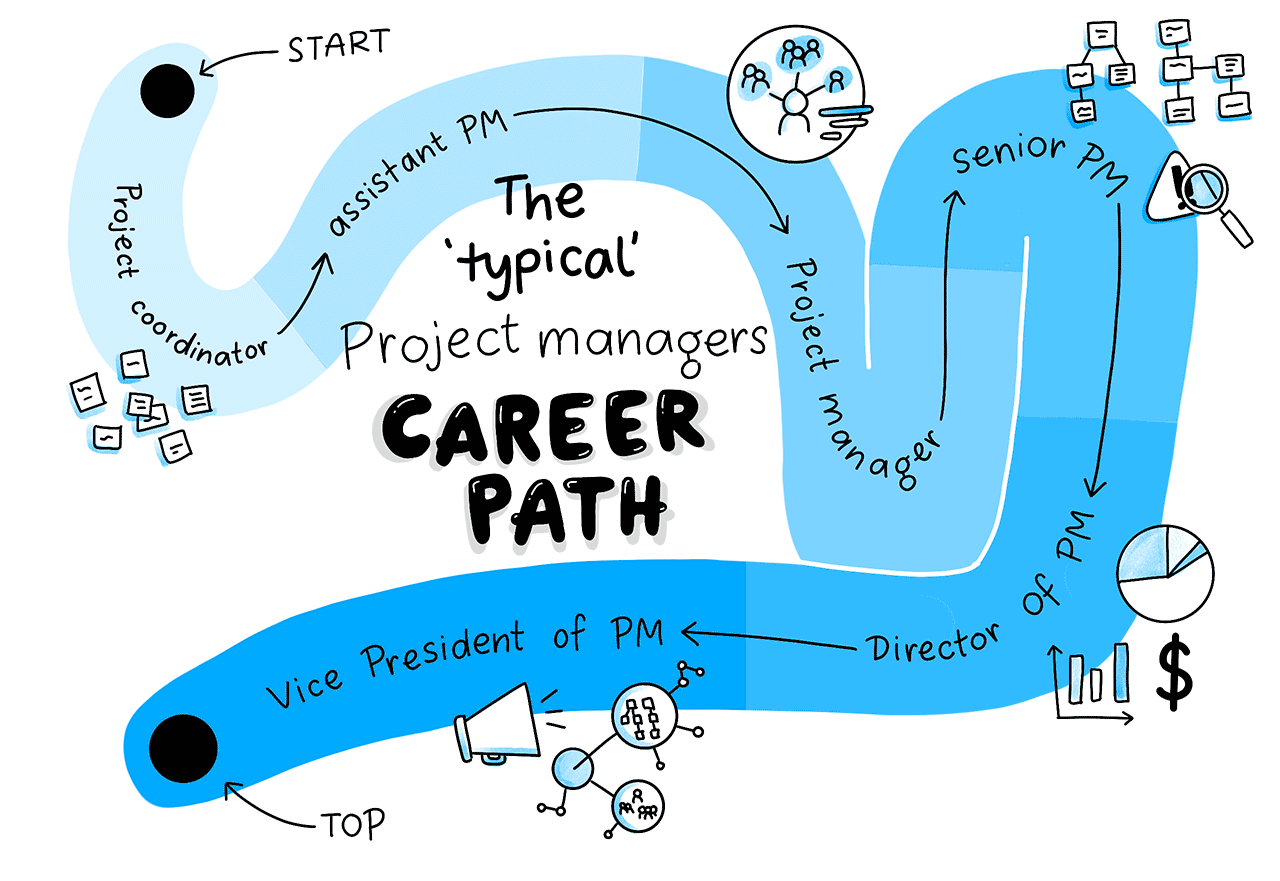 START
Project coordinator
assistant PM
The
'typical'
Project managers
CAREER
PATH
Project manager
senior PM
!
Director of PM
$
Vice President of PM
TOP